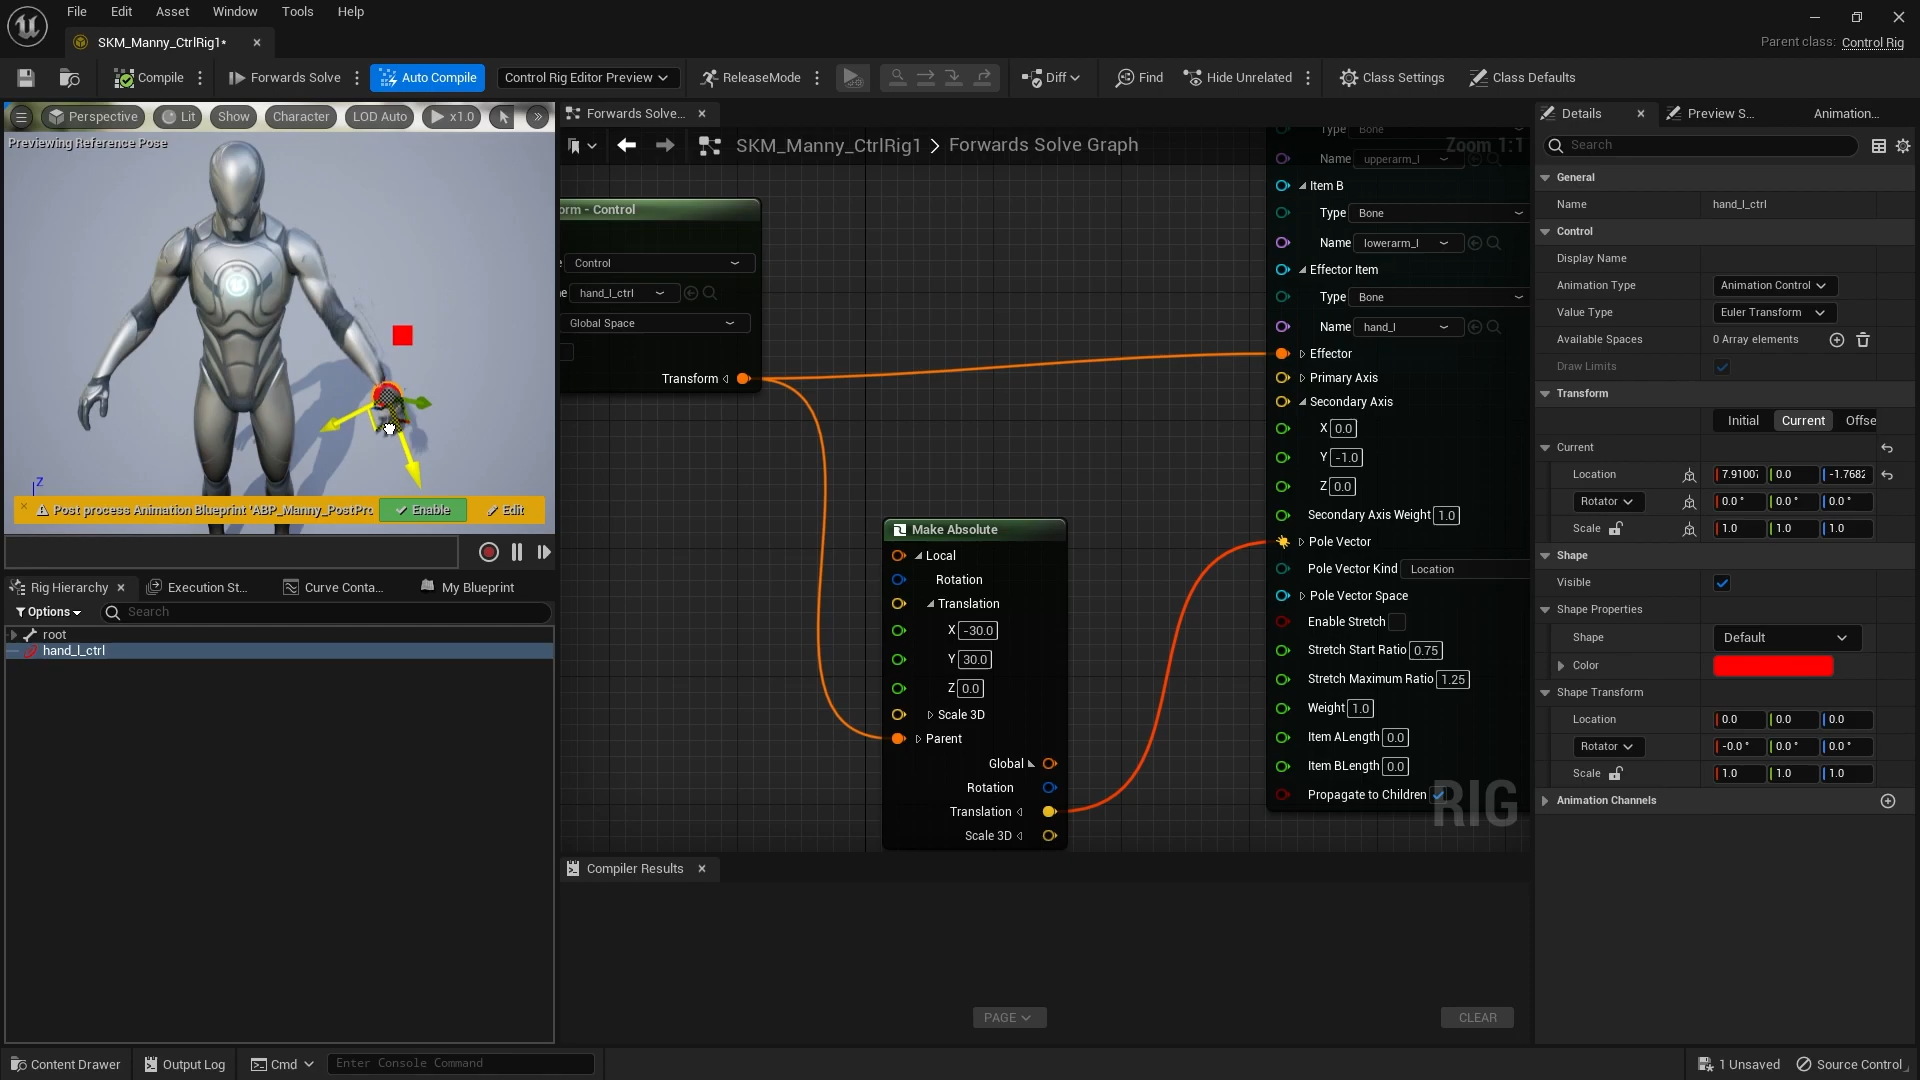 File Edit Asset Window Tools Help
SKM_Manny_CtrlRig1*
Parent class: Control Rig
Compile Forwards Solve Auto Compile Control Rig Editor Preview ReleaseMode Diff Find Hide Unrelated Class Settings Class Defaults
Perspective Lit Show Character LOD Auto x1.0
Previewing Reference Pose
Z
Post process Animation Blueprint 'ABP_Manny_PostPro Enable Edit
Rig Hierarchy Execution St... Curve Conta... My Blueprint
Options Search
root
hand_l_ctrl
Forwards Solve...
SKM_Manny_CtrlRig1 > Forwards Solve Graph
Zoom 1:1
orm - Control
Control
hand_l_ctrl
Global Space
Transform
Make Absolute
Local
Rotation
Translation
X -30.0
Y 30.0
Z 0.0
Scale 3D
Parent
Global
Rotation
Translation
Scale 3D
Type Bone
Name upperarm_l
Item B
Type Bone
Name lowerarm_l
Effector Item
Type Bone
Name hand_l
Effector
Primary Axis
Secondary Axis
X 0.0
Y -1.0
Z 0.0
Secondary Axis Weight 1.0
Pole Vector
Pole Vector Kind Location
Pole Vector Space
Enable Stretch
Stretch Start Ratio 0.75
Stretch Maximum Ratio 1.25
Weight 1.0
Item ALength 0.0
Item BLength 0.0
Propagate to Children
RIG
Compiler Results
PAGE CLEAR
Details Preview S... Animation...
Search
General
Name hand_l_ctrl
Control
Display Name
Animation Type Animation Control
Value Type Euler Transform
Available Spaces 0 Array elements
Draw Limits
Transform
Initial Current Offse
Current
Location 7.9100 0.0 -1.768
Rotator 0.0 ° 0.0 ° 0.0 °
Scale 1.0 1.0 1.0
Shape
Visible
Shape Properties
Shape Default
Color
Shape Transform
Location 0.0 0.0 0.0
Rotator -0.0 ° 0.0 ° 0.0 °
Scale 1.0 1.0 1.0
Animation Channels
Content Drawer Output Log Cmd Enter Console Command 1 Unsaved Source Control